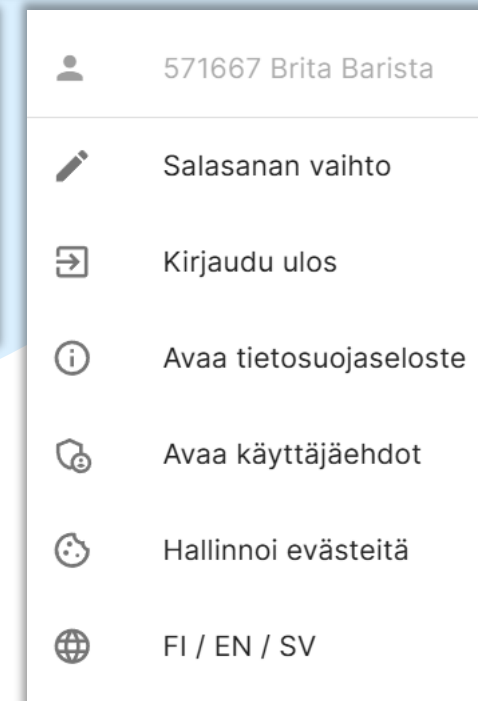 571667 Brita Barista
Salasanan vaihto
Kirjaudu ulos
Avaa tietosuojaseloste
Avaa käyttäjäehdot
Hallinnoi evästeitä
FI / EN / SV